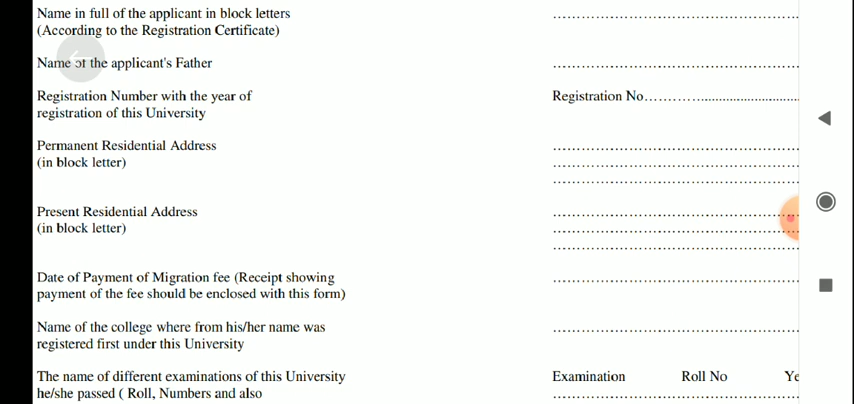 Name in full of the applicant in block letters ........................................................
(According to the Registration Certificate)
Name of the applicant's Father ........................................................
Registration Number with the year of Registration No.......................................
registration of this University
Permanent Residential Address ........................................................
(in block letter) ........................................................
........................................................
Present Residential Address ........................................................
(in block letter) ........................................................
........................................................
Date of Payment of Migration fee (Receipt showing ........................................................
payment of the fee should be enclosed with this form)
Name of the college where from his/her name was ........................................................
registered first under this University
The name of different examinations of this University Examination Roll No Ye
he/she passed ( Roll, Numbers and also ........................................................